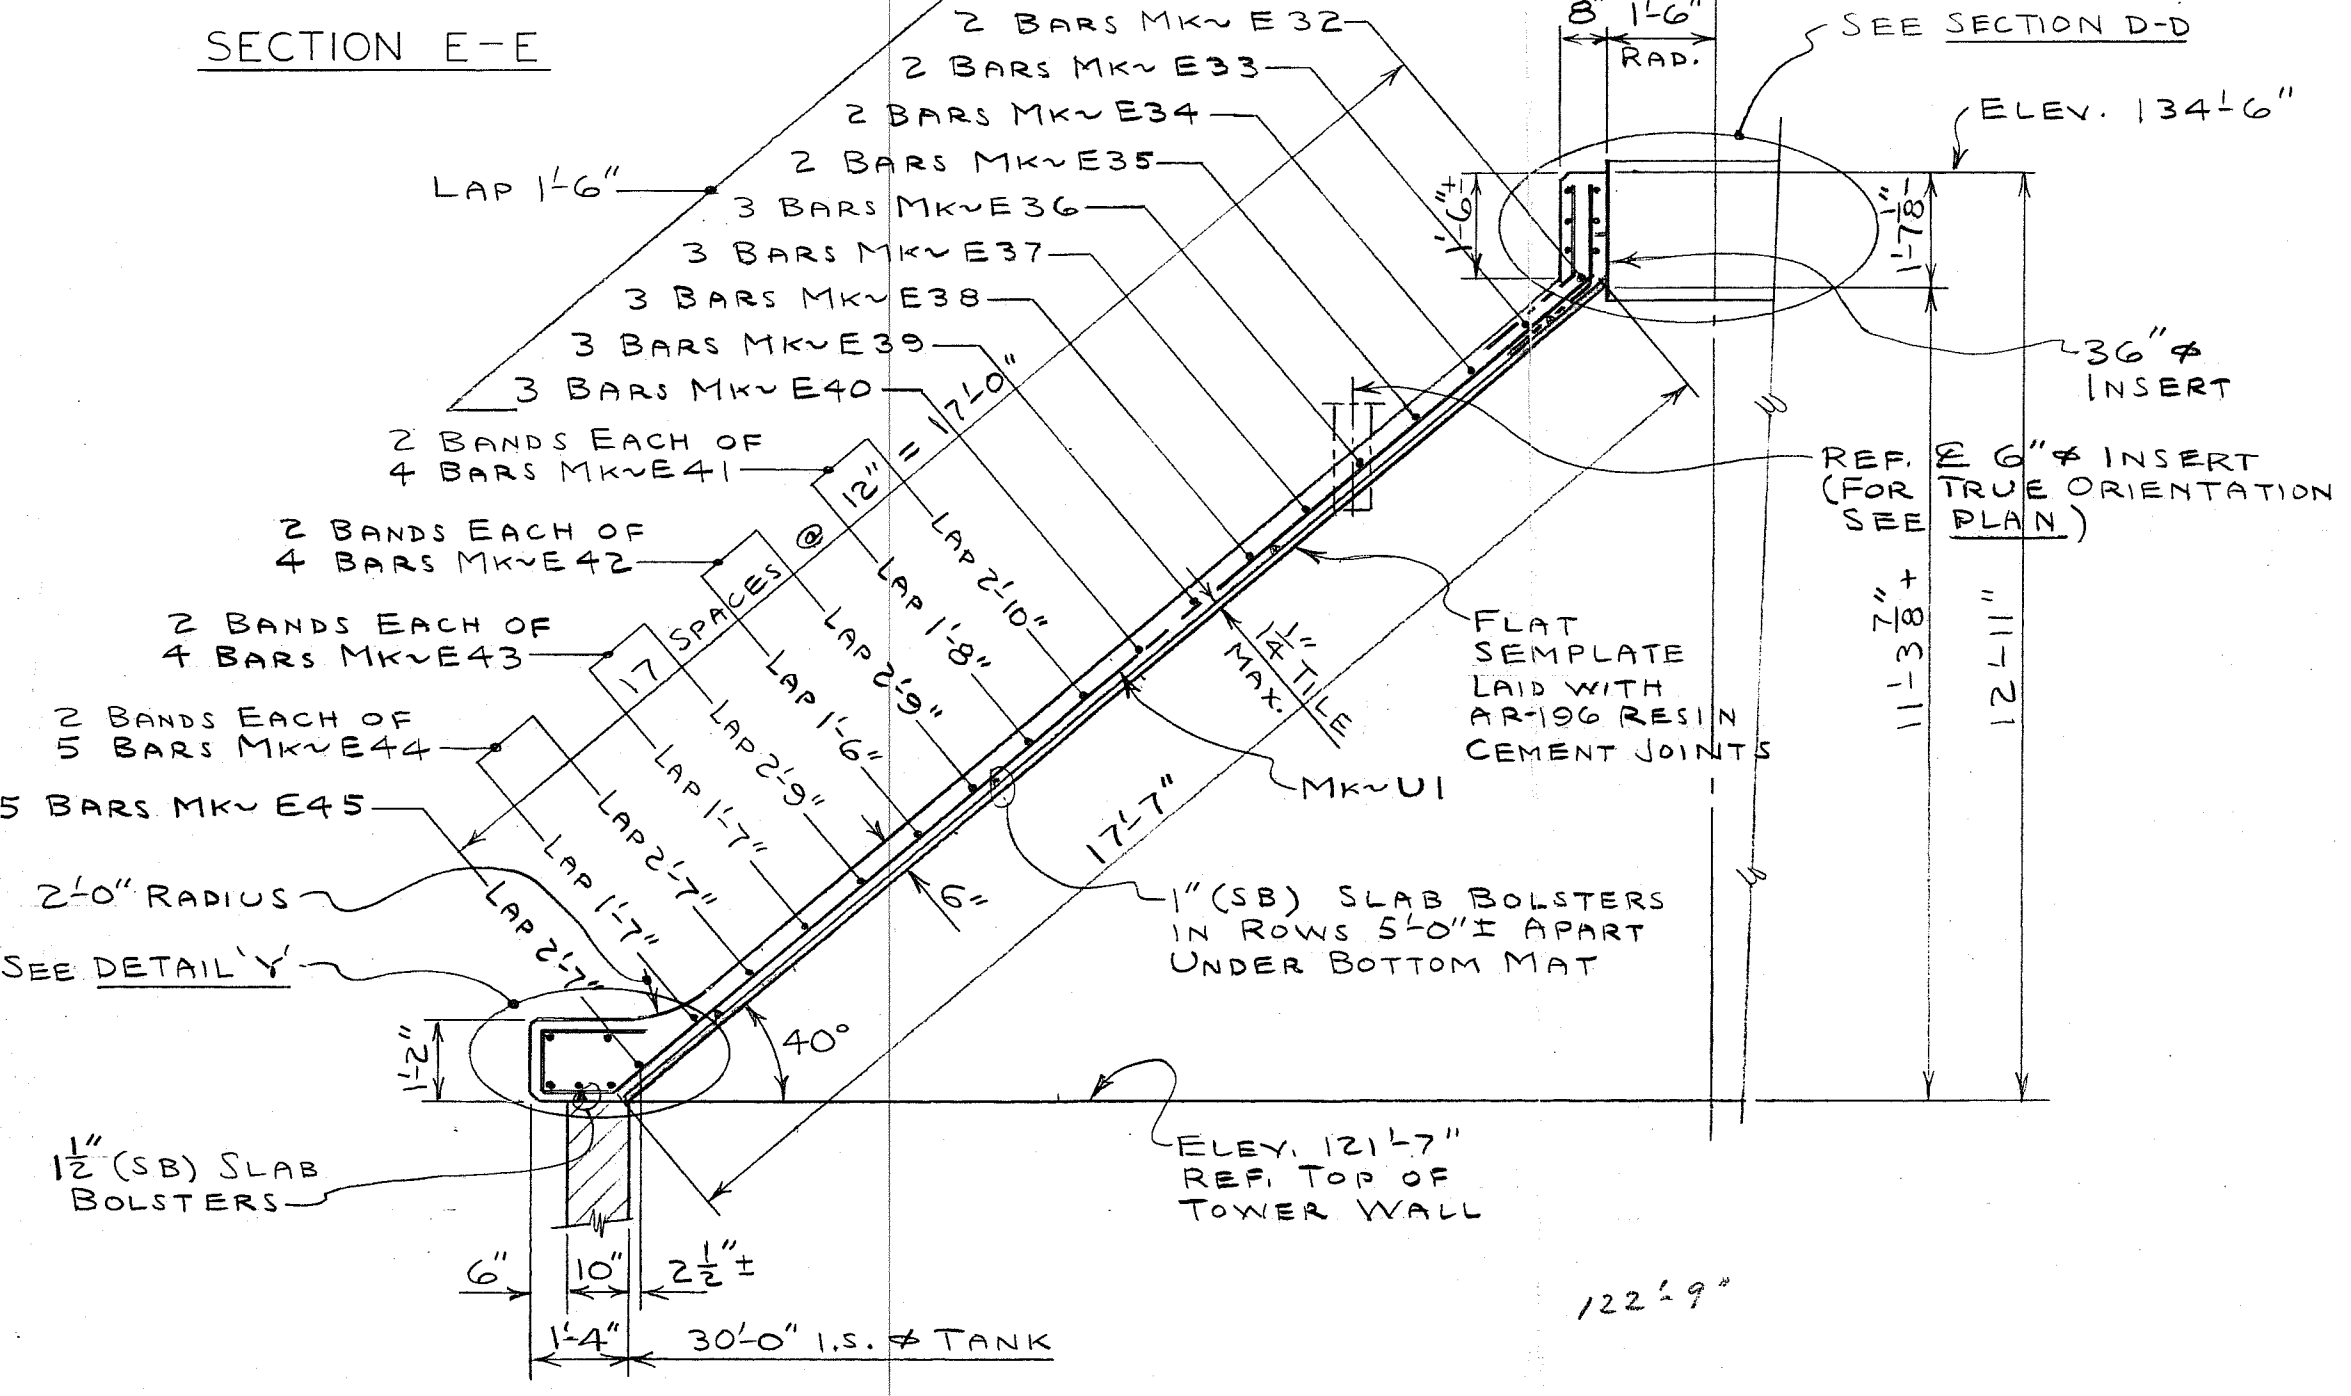 SECTION E-E
2 BARS MK~ E32
2 BARS MK~ E33
2 BARS MK~ E34
2 BARS MK~ E35
3 BARS MK~ E36
3 BARS MK~ E37
3 BARS MK~ E38
3 BARS MK~ E39
3 BARS MK~ E40
LAP 1'-6"
2 BANDS EACH OF
4 BARS MK~E41
2 BANDS EACH OF
4 BARS MK~E42
2 BANDS EACH OF
4 BARS MK~E43
2 BANDS EACH OF
5 BARS MK~E44
5 BARS MK~ E45
2'-0" RADIUS
SEE DETAIL 'Y'
17 SPACES @ 12" = 17'-0"
LAP 2'-10"
LAP 1'-8"
LAP 2'-9"
LAP 1'-6"
LAP 2'-9"
LAP 1'-7"
LAP 2'-7"
LAP 1'-7"
LAP 2'-7"
8" 1'-6"
RAD.
SEE SECTION D-D
ELEV. 134'-6"
1'-6"±
1'-7 1/8"-
36" ⌀
INSERT
REF. ℄ 6" ⌀ INSERT
(FOR TRUE ORIENTATION
SEE PLAN)
11'-3 7/8" +
12'-11"
FLAT
SEMPLATE
LAID WITH
AR-196 RESIN
CEMENT JOINTS
1 1/4" TILE
MAX.
MK~U1
17'-7"
6"
1" (SB) SLAB BOLSTERS
IN ROWS 5'-0"± APART
UNDER BOTTOM MAT
40°
1'-2"
1 1/2" (SB) SLAB
BOLSTERS
ELEV. 121'-7"
REF. TOP OF
TOWER WALL
6" 10" 2 1/2" ±
1'-4" 30'-0" I.S. ⌀ TANK
122'-9"